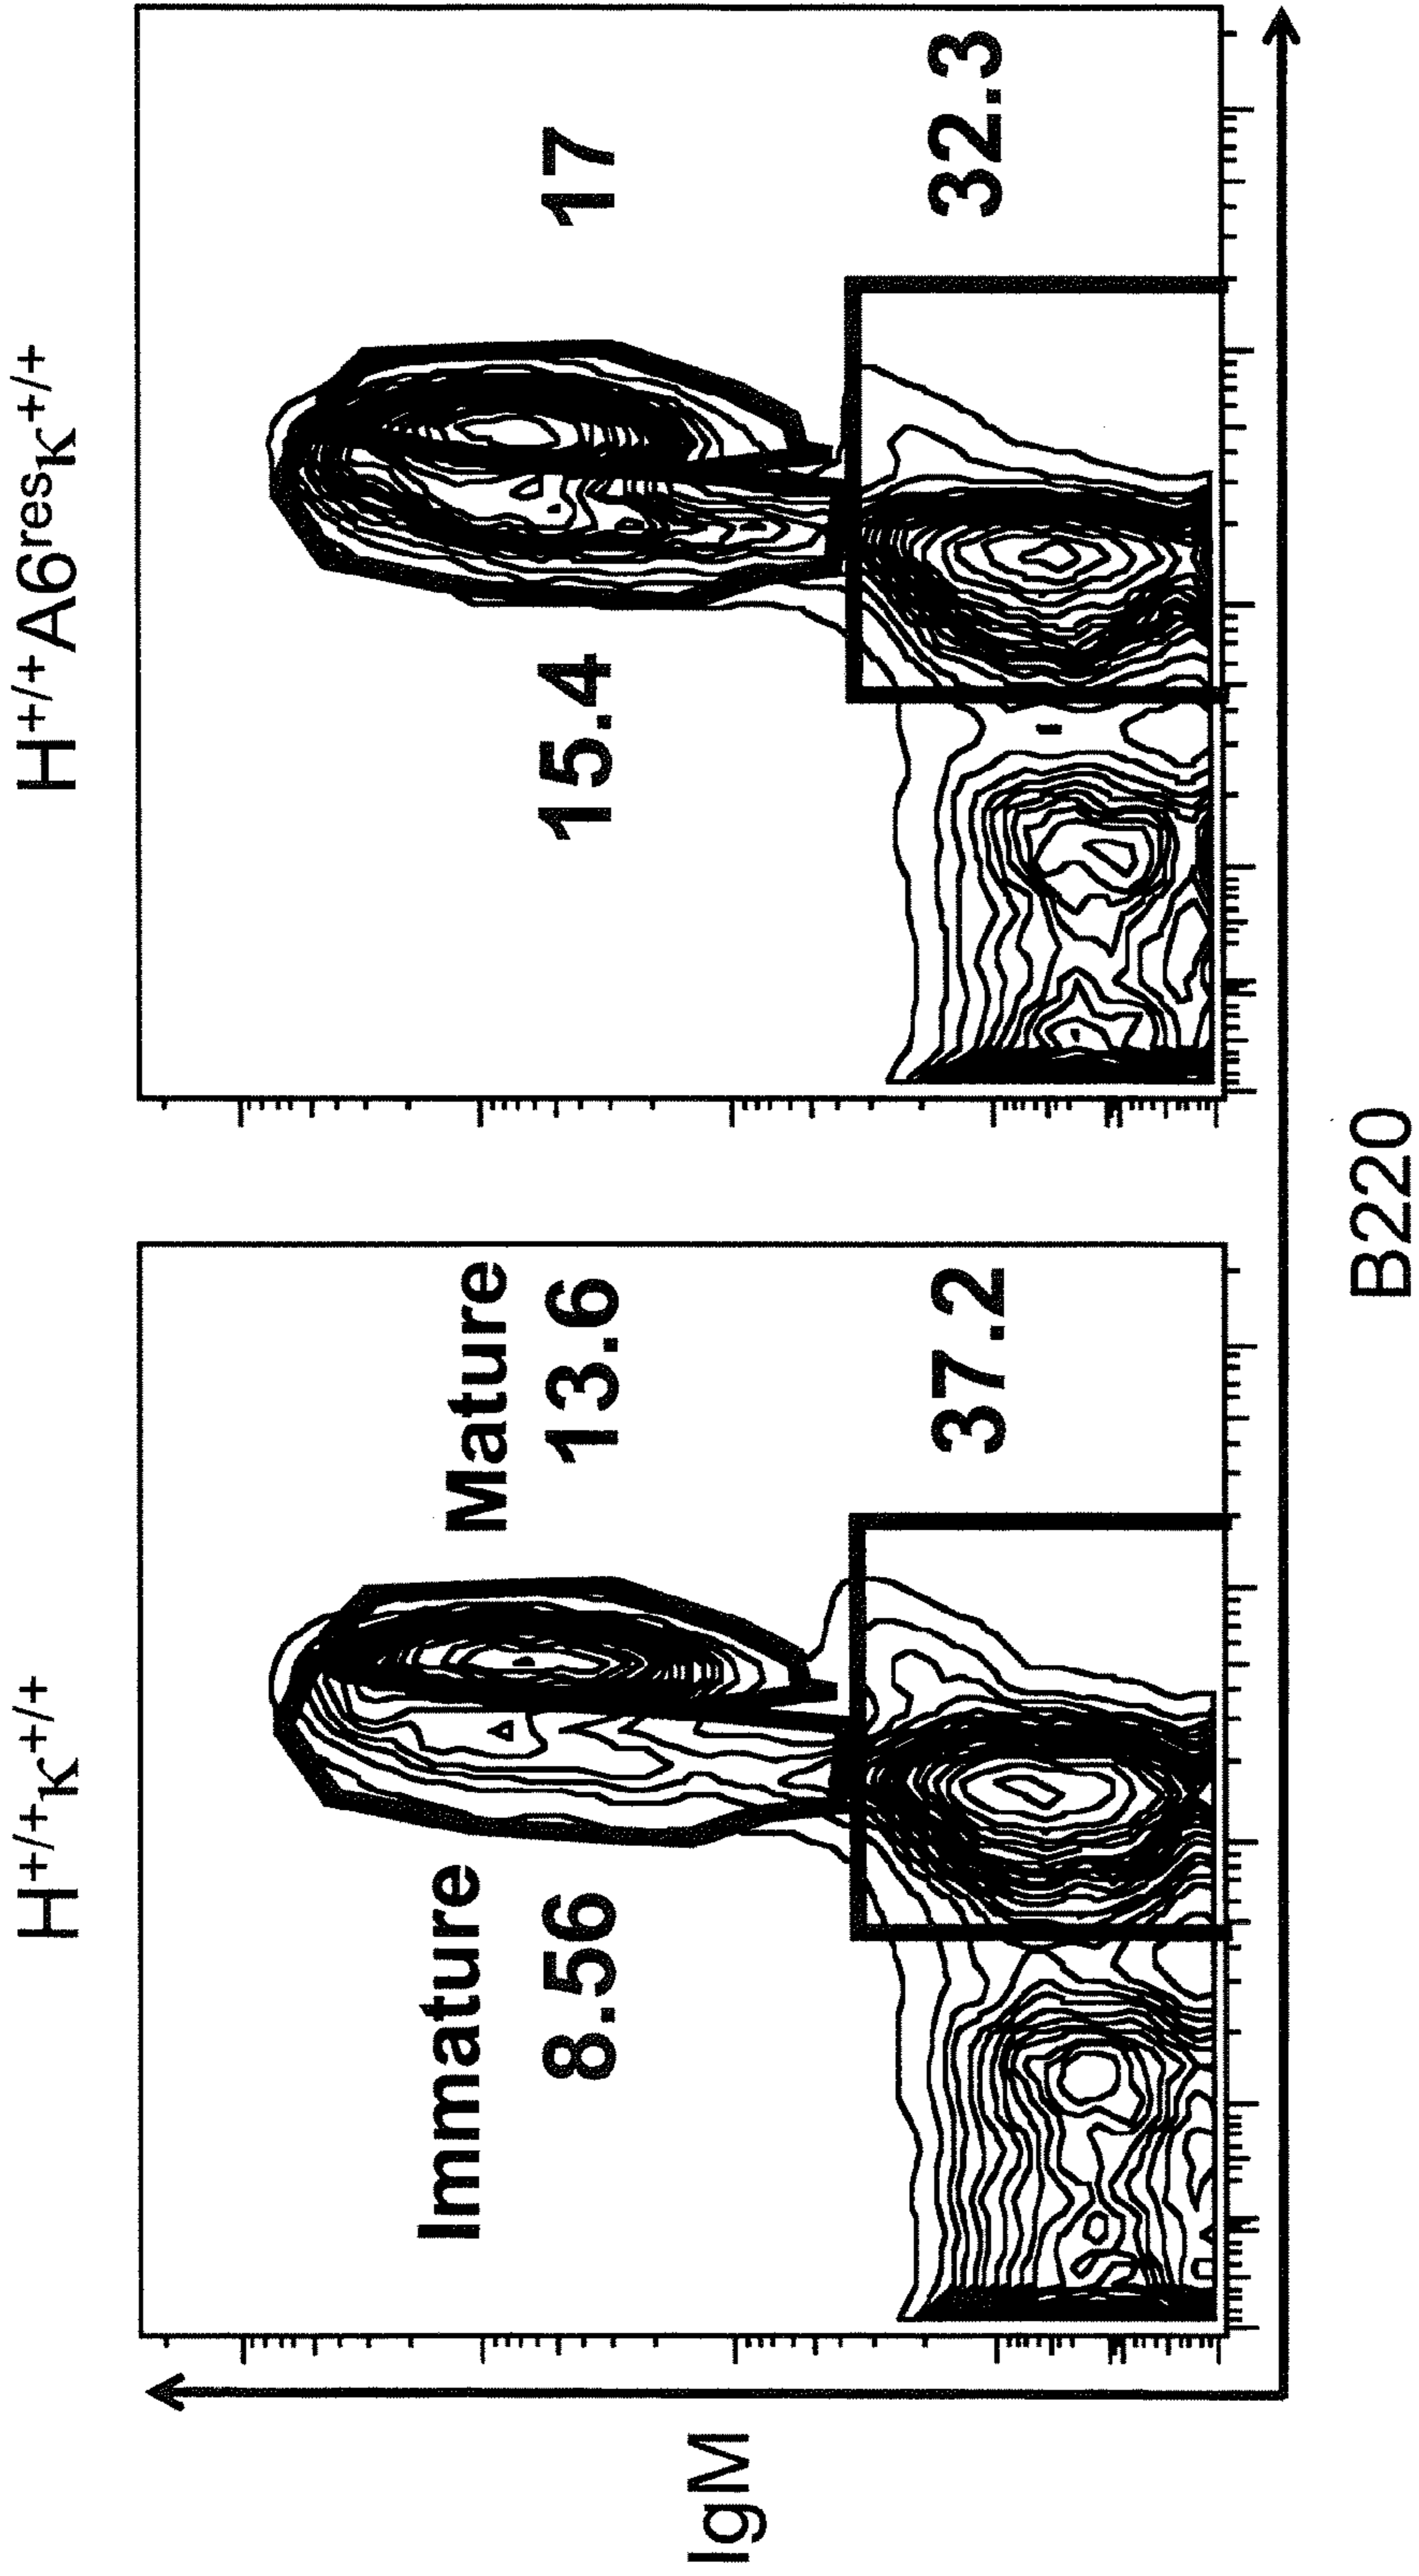 H+/+κ+/+
H+/+A6resκ+/+
Immature
8.56
Mature
13.6
37.2
15.4
17
32.3
IgM
B220